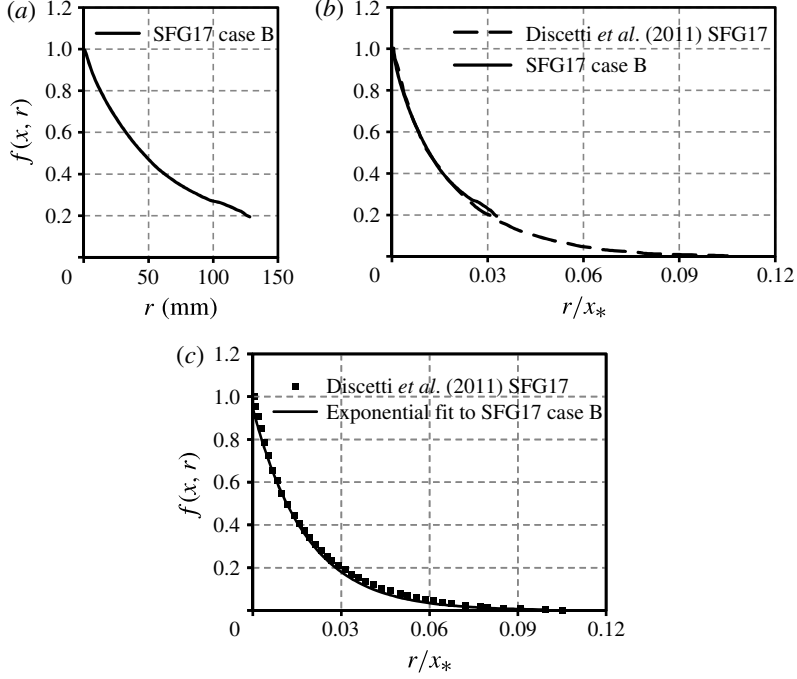 (a)
1.2
1.0
0.8
0.6
0.4
0.2
0
50
100
150
f(x, r)
r (mm)
SFG17 case B
(b)
1.2
1.0
0.8
0.6
0.4
0.2
0
0.03
0.06
0.09
0.12
r/x*
Discetti et al. (2011) SFG17
SFG17 case B
(c)
1.2
1.0
0.8
0.6
0.4
0.2
0
0.03
0.06
0.09
0.12
f(x, r)
r/x*
Discetti et al. (2011) SFG17
Exponential fit to SFG17 case B